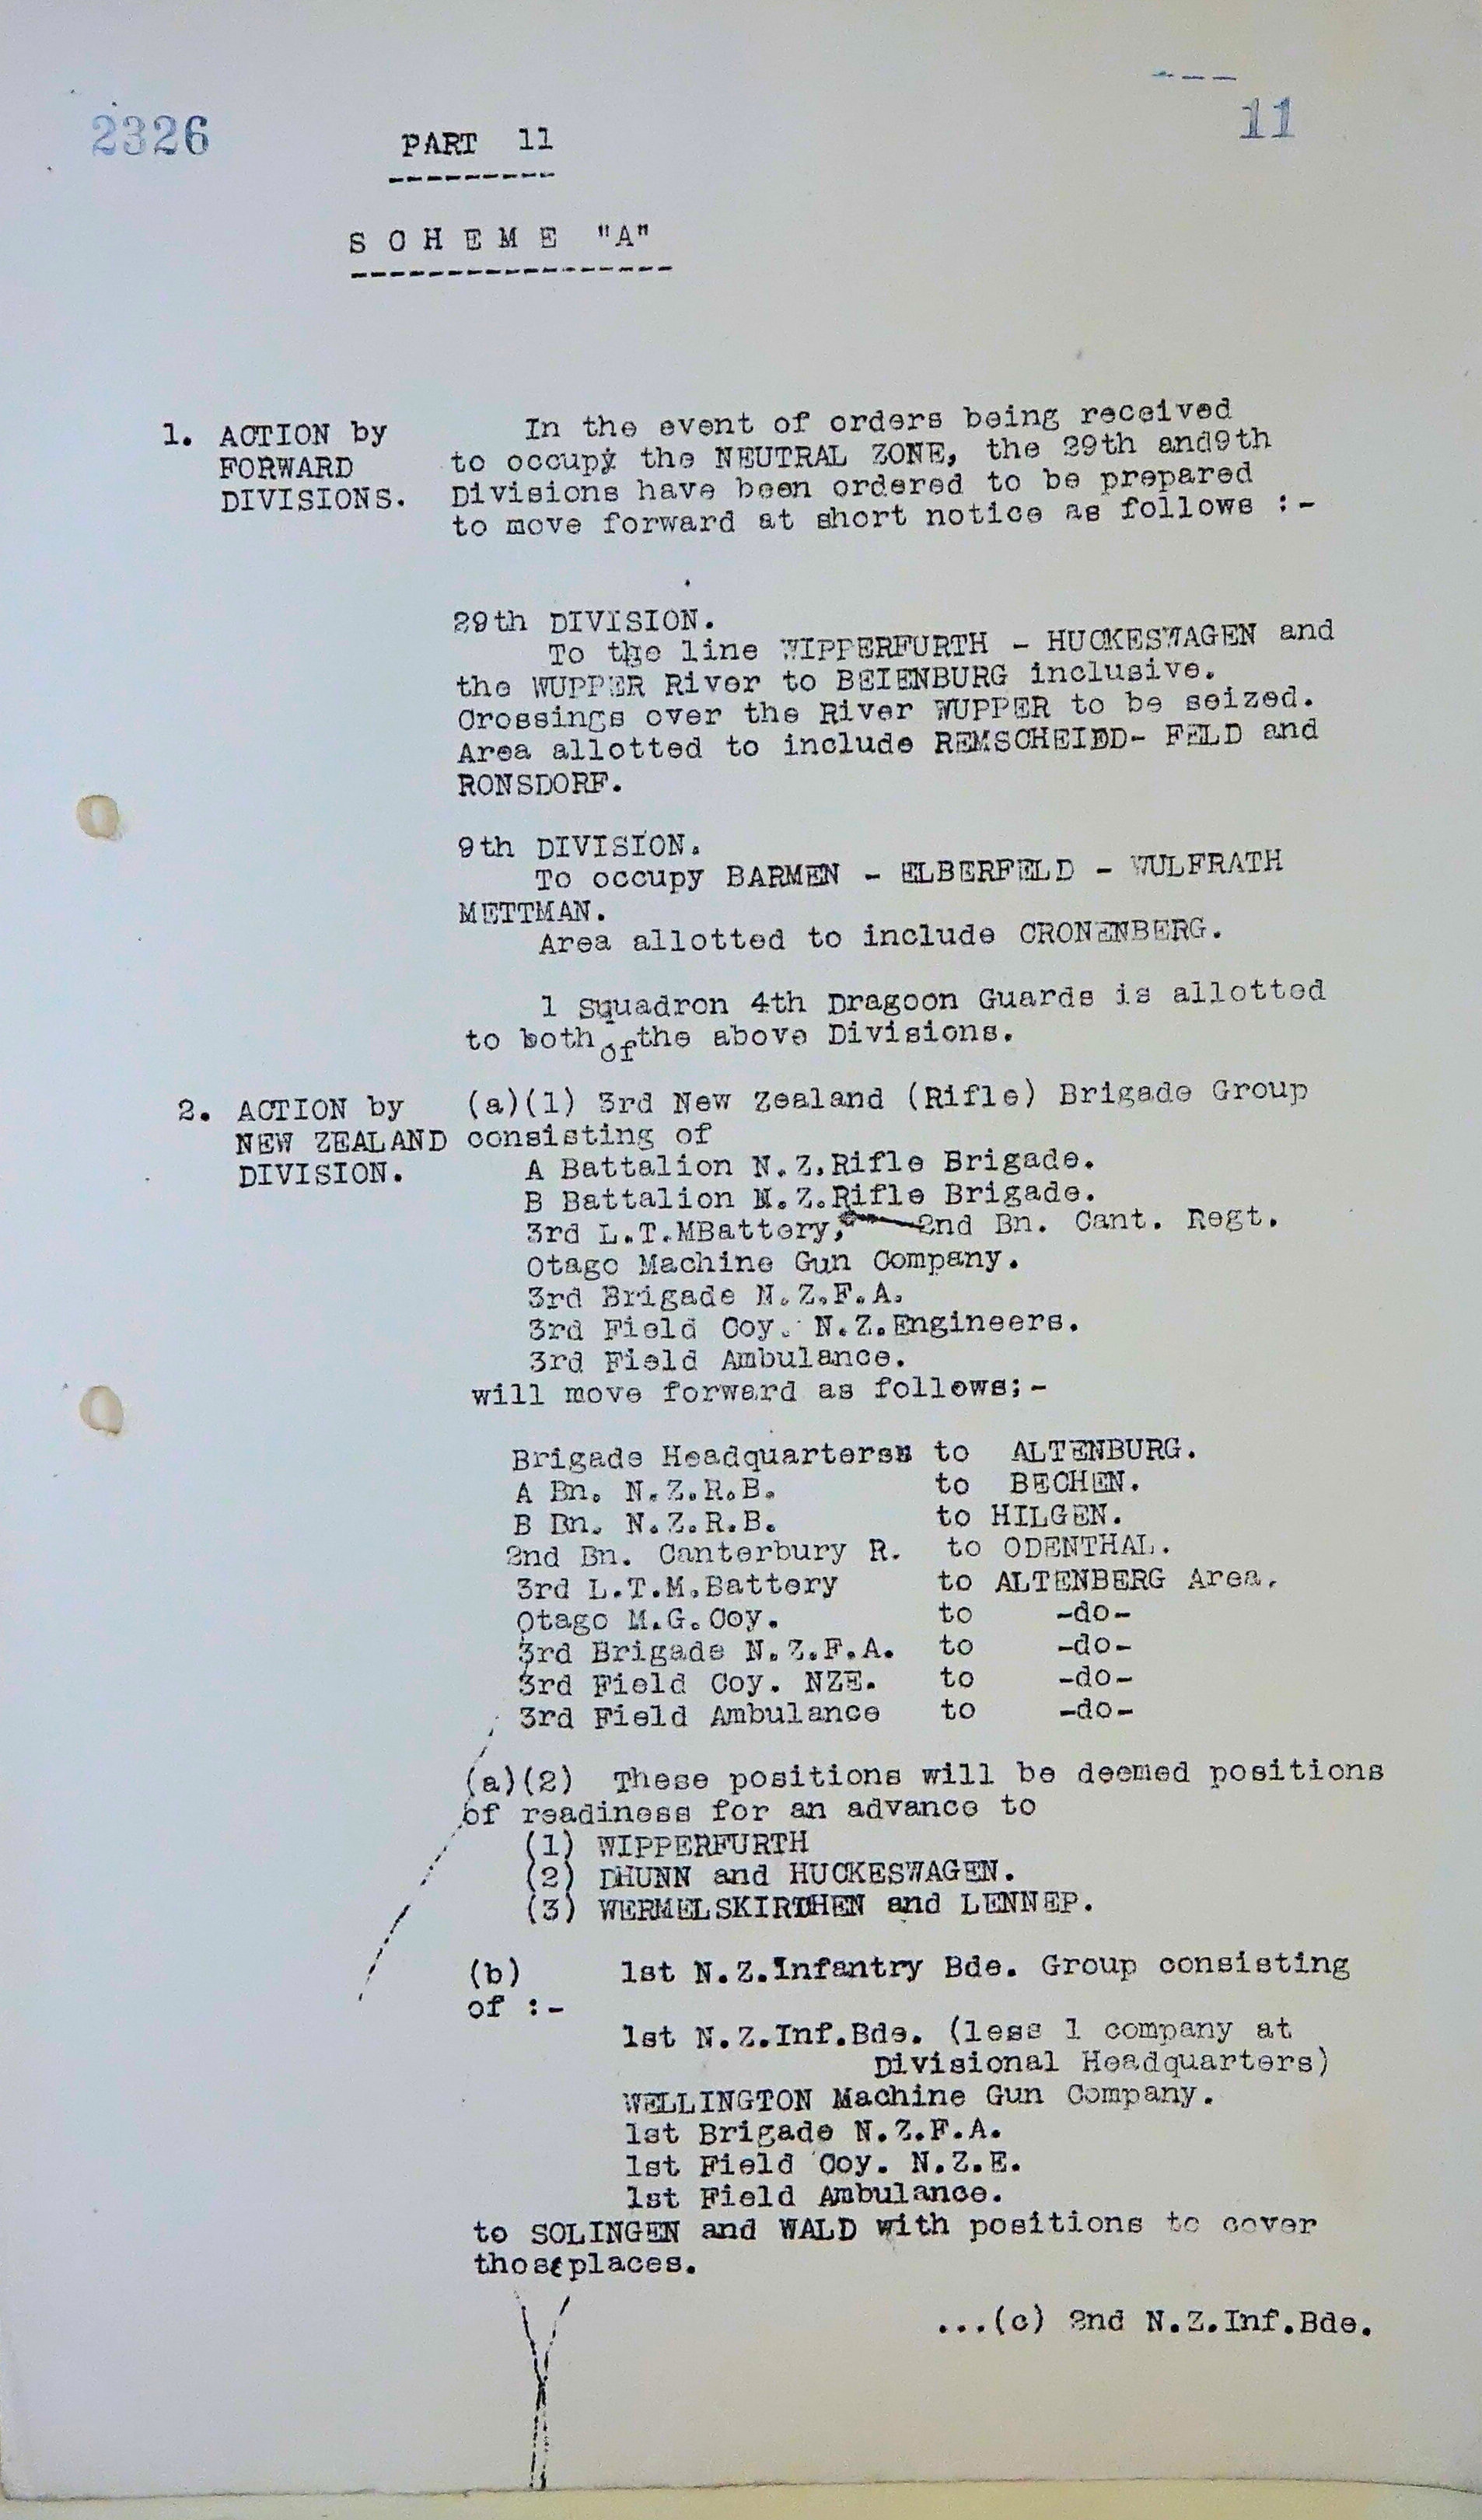 2326
11
PART 11
SCHEME "A"
1. ACTION by FORWARD DIVISIONS.
In the event of orders being received
to occupy the NEUTRAL ZONE, the 29th and9th
Divisions have been ordered to be prepared
to move forward at short notice as follows :-
29th DIVISION.
To the line WIPPERFURTH - HUCKESWAGEN and
the WUPPER River to BEIENBURG inclusive.
Crossings over the River WUPPER to be seized.
Area allotted to include REMSCHEIDD- FELD and
RONSDORF.
9th DIVISION.
To occupy BARMEN - ELBERFELD - WULFRATH
METTMAN.
Area allotted to include CRONENBERG.
1 Squadron 4th Dragoon Guards is allotted
to both of the above Divisions.
2. ACTION by NEW ZEALAND DIVISION.
(a)(1) 3rd New Zealand (Rifle) Brigade Group
consisting of
A Battalion N.Z.Rifle Brigade.
B Battalion N.Z.Rifle Brigade.
3rd L.T.MBattery, 2nd Bn. Cant. Regt.
Otago Machine Gun Company.
3rd Brigade N.Z.F.A.
3rd Field Coy. N.Z.Engineers.
3rd Field Ambulance.
will move forward as follows;-
Brigade Headquarters to ALTENBURG.
A Bn. N.Z.R.B. to BECHEN.
B Bn. N.Z.R.B. to HILGEN.
2nd Bn. Canterbury R. to ODENTHAL.
3rd L.T.M.Battery to ALTENBERG Area.
Otago M.G.Coy. to -do-
3rd Brigade N.Z.F.A. to -do-
3rd Field Coy. NZE. to -do-
3rd Field Ambulance to -do-
(a)(2) These positions will be deemed positions
of readiness for an advance to
(1) WIPPERFURTH
(2) DHUNN and HUCKESWAGEN.
(3) WERMELSKIRCHEN and LENNEP.
(b) 1st N.Z.Infantry Bde. Group consisting
of :-
1st N.Z.Inf.Bde. (less 1 company at
Divisional Headquarters)
WELLINGTON Machine Gun Company.
1st Brigade N.Z.F.A.
1st Field Coy. N.Z.E.
1st Field Ambulance.
to SOLINGEN and WALD with positions to cover
those places.
...(c) 2nd N.Z.Inf.Bde.